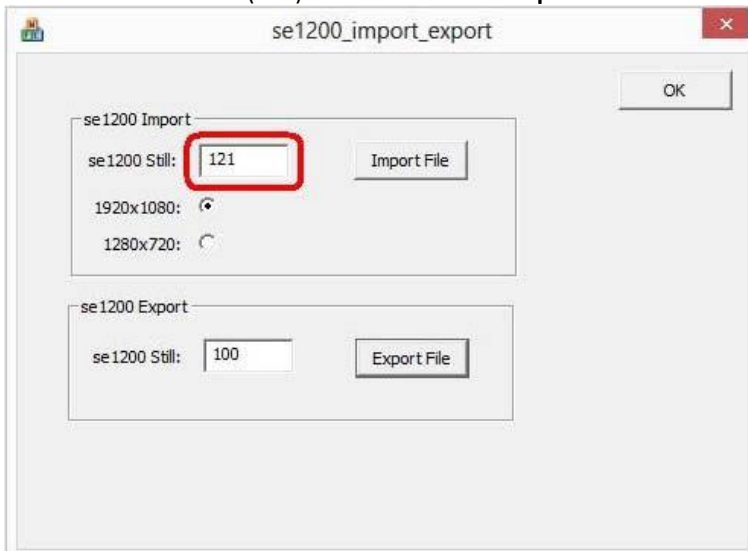 se1200_import_export
OK
se1200 Import
se1200 Still: 121 Import File
1920x1080:
1280x720:
se1200 Export
se1200 Still: 100 Export File